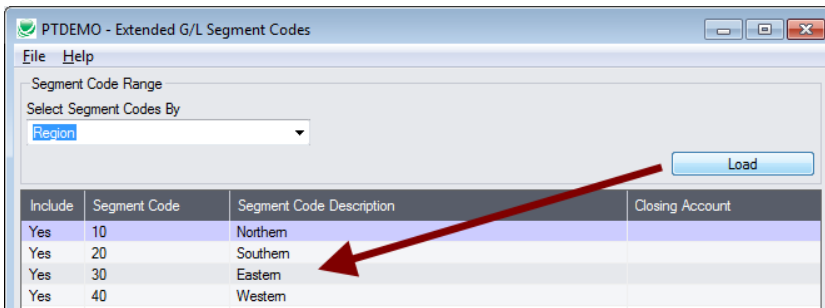 PTDEMO - Extended G/L Segment Codes
File Help
Segment Code Range
Select Segment Codes By
Region
Load
Include Segment Code Segment Code Description Closing Account
Yes 10 Northern
Yes 20 Southern
Yes 30 Eastern
Yes 40 Western